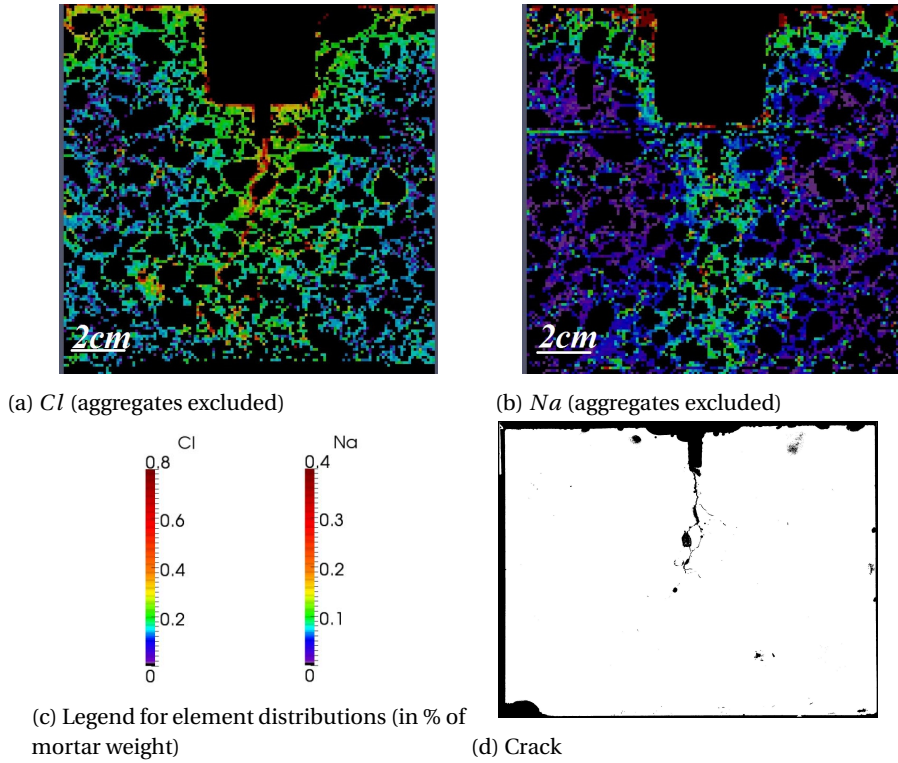 2cm
2cm
(a) Cl (aggregates excluded)
(b) Na (aggregates excluded)
Cl
Na
0.8
0.6
0.4
0.2
0
0.4
0.3
0.2
0.1
0
(c) Legend for element distributions (in % of
mortar weight)
(d) Crack